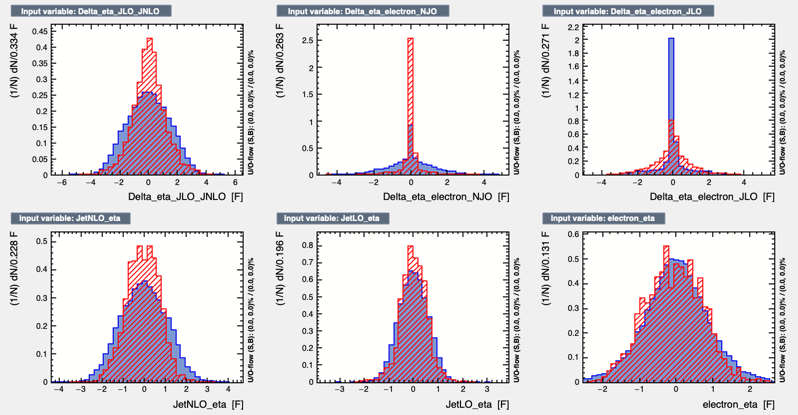 Input variable: Delta_eta_JLO_JNLO
Input variable: Delta_eta_electron_NJO
Input variable: Delta_eta_electron_JLO
(1/N) dN/0.334 F
0.45
0.4
0.35
0.3
0.25
0.2
0.15
0.1
0.05
0
−6 −4 −2 0 2 4 6
Delta_eta_JLO_JNLO [F]
U/O-flow (S,B): (0.0, 0.0)% / (0.0, 0.0)%
(1/N) dN/0.263 F
2.5
2
1.5
1
0.5
0
−4 −2 0 2 4
Delta_eta_electron_NJO [F]
U/O-flow (S,B): (0.0, 0.0)% / (0.0, 0.0)%
(1/N) dN/0.271 F
2.2
2
1.8
1.6
1.4
1.2
1
0.8
0.6
0.4
0.2
−4 −2 0 2 4
Delta_eta_electron_JLO [F]
U/O-flow (S,B): (0.0, 0.0)% / (0.0, 0.0)%
Input variable: JetNLO_eta
Input variable: JetLO_eta
Input variable: electron_eta
(1/N) dN/0.228 F
0.5
0.4
0.3
0.2
0.1
0
−4 −3 −2 −1 0 1 2 3 4
JetNLO_eta [F]
U/O-flow (S,B): (0.0, 0.0)% / (0.0, 0.0)%
(1/N) dN/0.196 F
0.8
0.7
0.6
0.5
0.4
0.3
0.2
0.1
0
−3 −2 −1 0 1 2 3
JetLO_eta [F]
U/O-flow (S,B): (0.0, 0.0)% / (0.0, 0.0)%
(1/N) dN/0.131 F
0.6
0.5
0.4
0.3
0.2
0.1
0
−2 −1 0 1 2
electron_eta [F]
U/O-flow (S,B): (0.0, 0.0)% / (0.0, 0.0)%